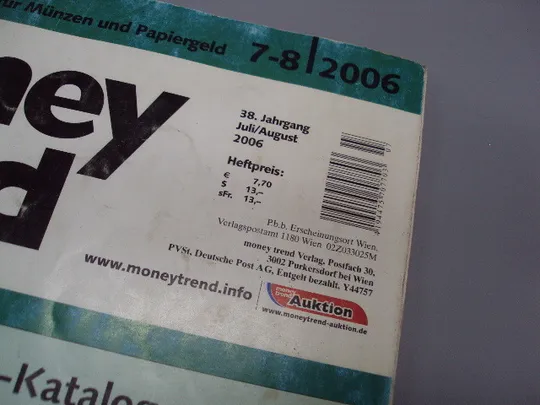 für Münzen und Papiergeld 7-8|2006
ney
d
38. Jahrgang
Juli/August
2006
Heftpreis:
€ 7,70
$ 13,–
sFr. 13,–
P.b.b. Erscheinungsort Wien,
Verlagspostamt 1180 Wien 02Z033025M
money trend Verlag, Postfach 30,
3002 Purkersdorf bei Wien
PVSt. Deutsche Post AG, Entgelt bezahlt, Y44757
www.moneytrend.info
money trend Auktion
www.moneytrend-auktion.de
-Katalog